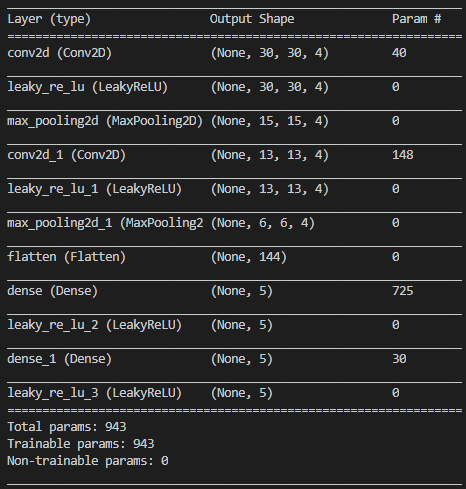 Layer (type) Output Shape Param #
conv2d (Conv2D) (None, 30, 30, 4) 40
leaky_re_lu (LeakyReLU) (None, 30, 30, 4) 0
max_pooling2d (MaxPooling2D) (None, 15, 15, 4) 0
conv2d_1 (Conv2D) (None, 13, 13, 4) 148
leaky_re_lu_1 (LeakyReLU) (None, 13, 13, 4) 0
max_pooling2d_1 (MaxPooling2 (None, 6, 6, 4) 0
flatten (Flatten) (None, 144) 0
dense (Dense) (None, 5) 725
leaky_re_lu_2 (LeakyReLU) (None, 5) 0
dense_1 (Dense) (None, 5) 30
leaky_re_lu_3 (LeakyReLU) (None, 5) 0
Total params: 943
Trainable params: 943
Non-trainable params: 0